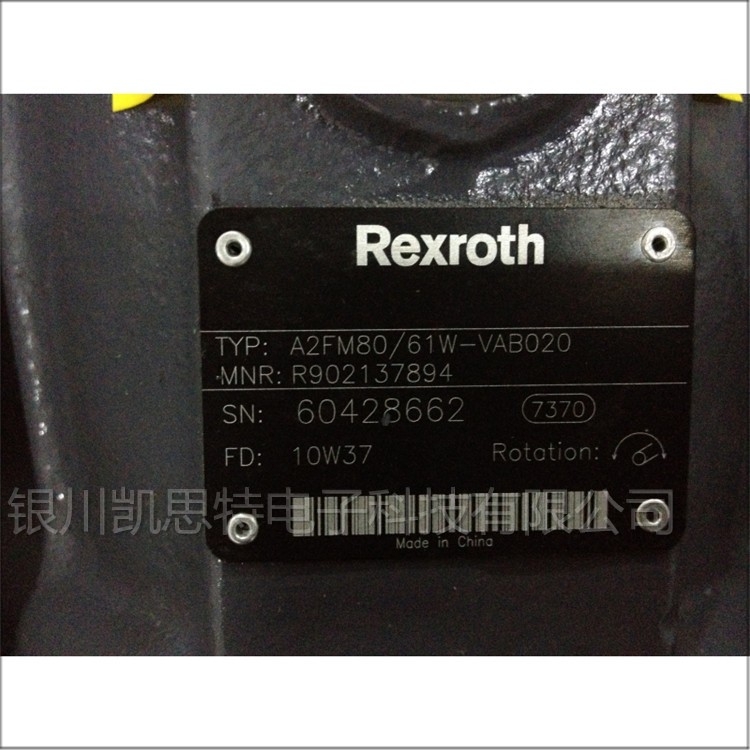 Rexroth
TYP: A2FM80/61W-VAB020
MNR: R902137894
SN: 60428662 7370
FD: 10W37 Rotation:
银川凯思特电子科技有限公司
Made in China